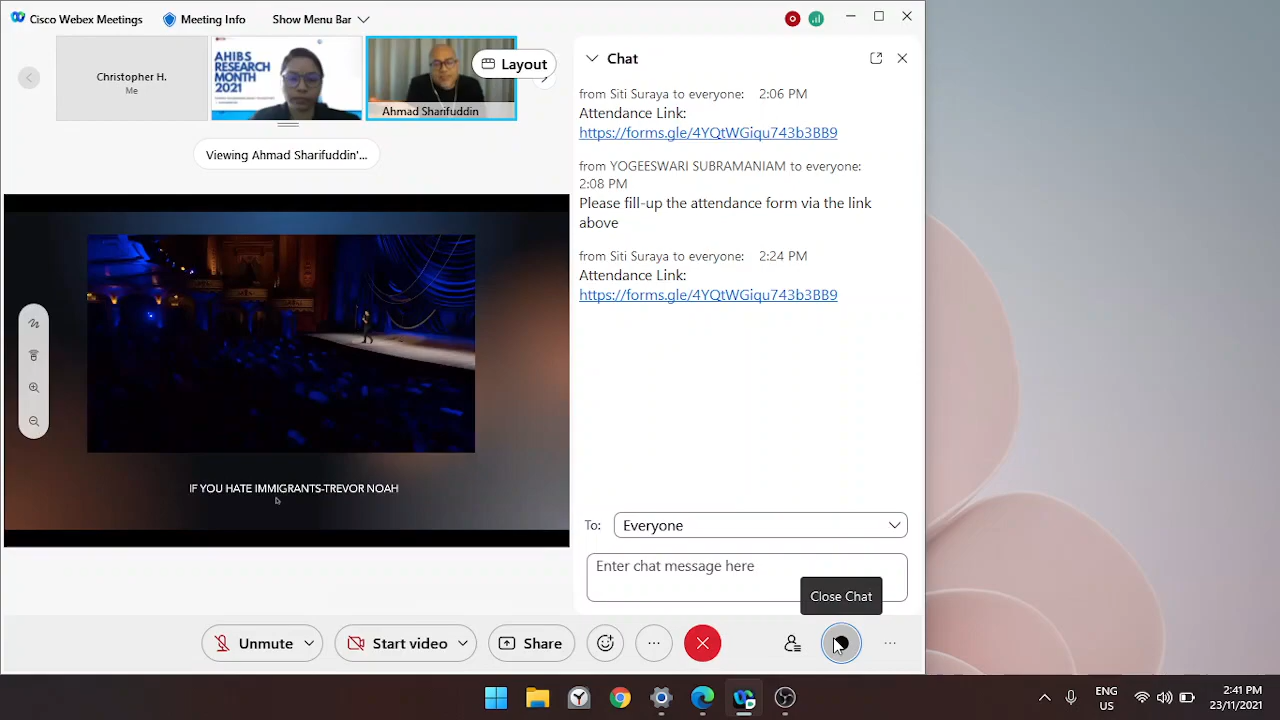 Cisco Webex Meetings
Meeting Info
Show Menu Bar
Christopher H.
Me
AHIBS
RESEARCH
MONTH
2021
Layout
Ahmad Sharifuddin
Viewing Ahmad Sharifuddin'...
IF YOU HATE IMMIGRANTS-TREVOR NOAH
Chat
from Siti Suraya to everyone: 2:06 PM
Attendance Link:
https://forms.gle/4YQtWGiqu743b3BB9
from YOGEESWARI SUBRAMANIAM to everyone:
2:08 PM
Please fill-up the attendance form via the link
above
from Siti Suraya to everyone: 2:24 PM
Attendance Link:
https://forms.gle/4YQtWGiqu743b3BB9
To: Everyone
Enter chat message here
Close Chat
Unmute
Start video
Share
ENG
US
2:41 PM
23/11/2021